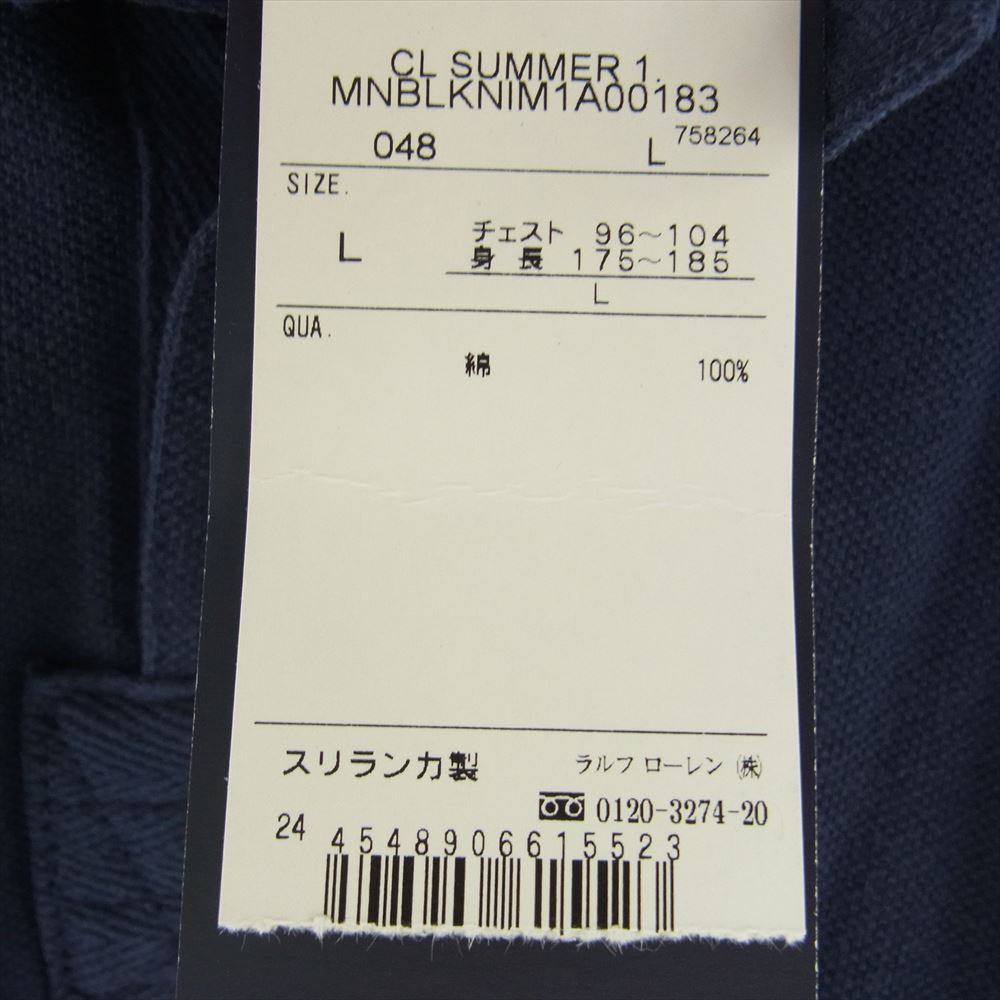 CL SUMMER 1.
MNBLKNIM1A00183
048 L 758264
SIZE.
L
チェスト 96～104
身長 175～185
L
QUA.
綿 100%
スリランカ製 ラルフ ローレン ㈱
0120-3274-20
24 4548906615523